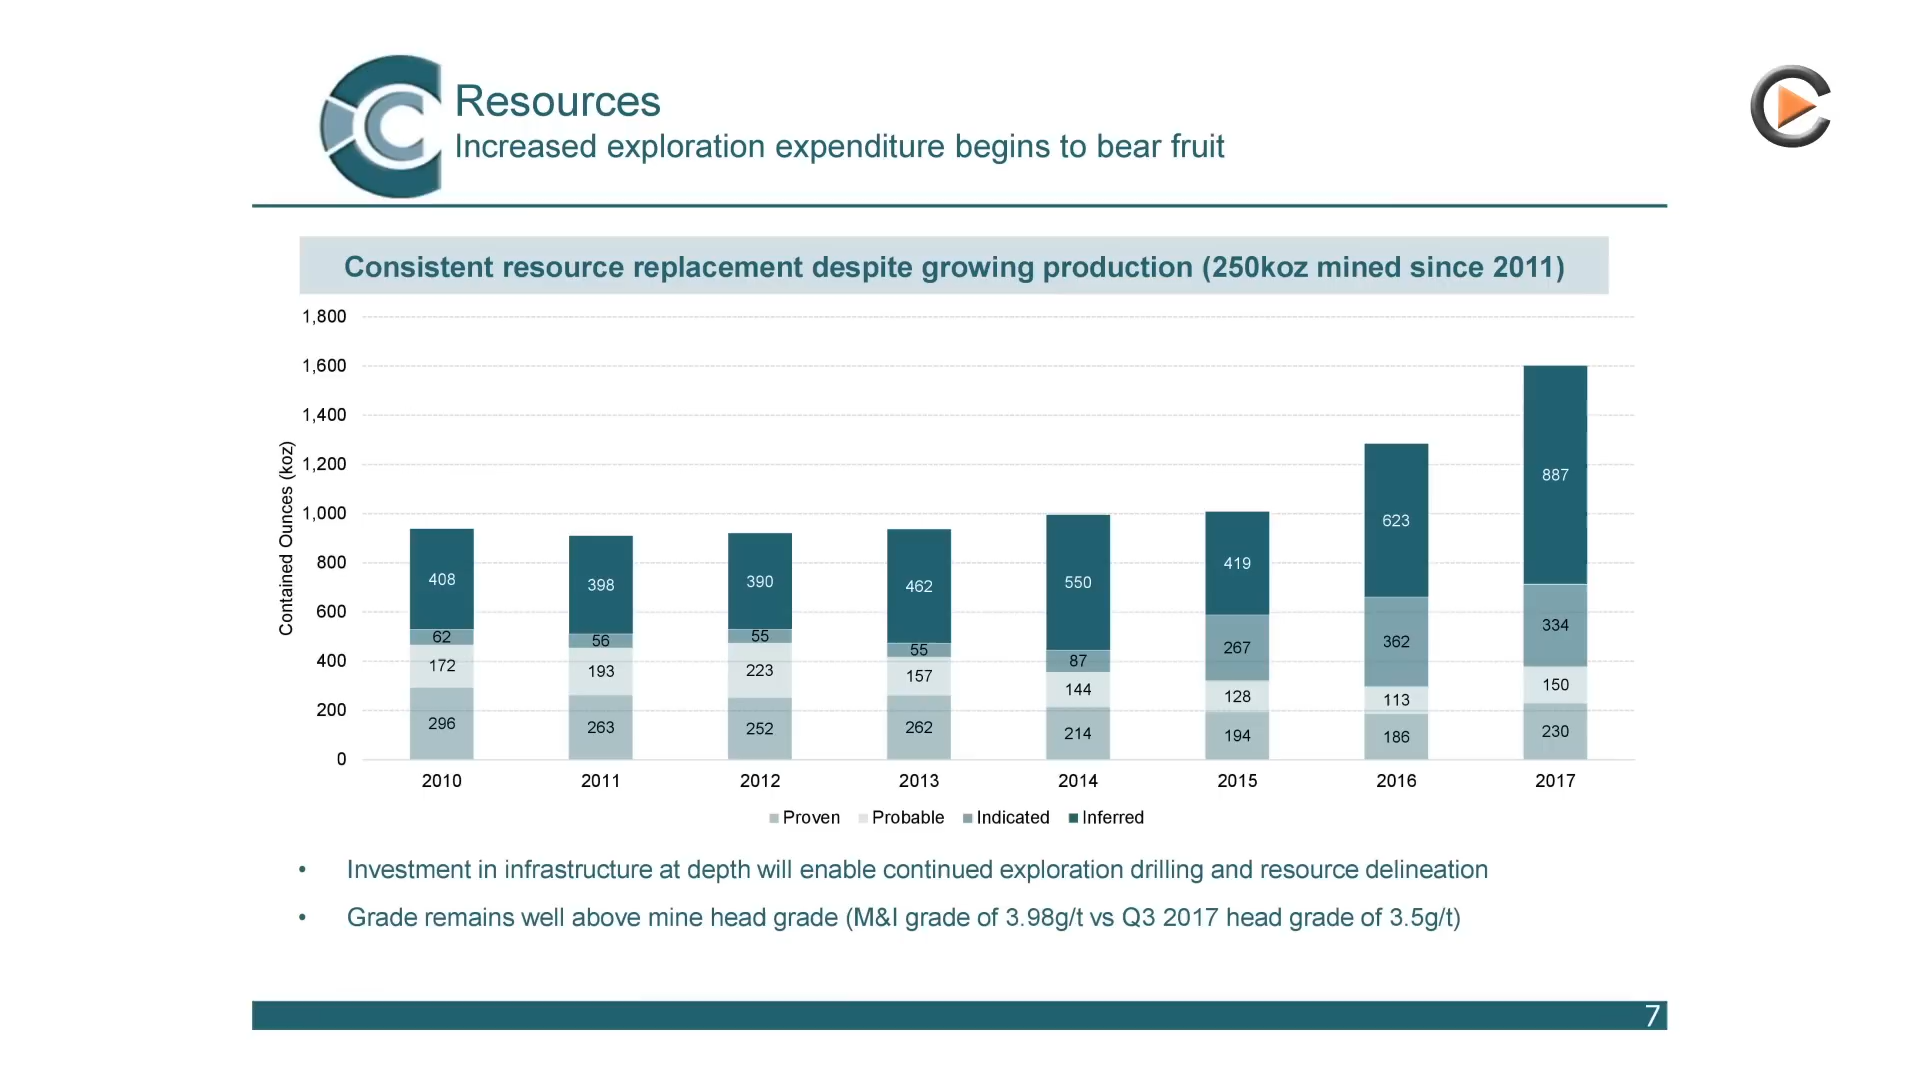 Resources
Increased exploration expenditure begins to bear fruit
Consistent resource replacement despite growing production (250koz mined since 2011)
Contained Ounces (koz)
1,800
1,600
1,400
1,200
1,000
800
600
400
200
0
408 398 390 462 550 419 623 887
62 56 55 55 87 267 362 334
172 193 223 157 144 128 113 150
296 263 252 262 214 194 186 230
2010 2011 2012 2013 2014 2015 2016 2017
Proven Probable Indicated Inferred
• Investment in infrastructure at depth will enable continued exploration drilling and resource delineation
• Grade remains well above mine head grade (M&I grade of 3.98g/t vs Q3 2017 head grade of 3.5g/t)
7